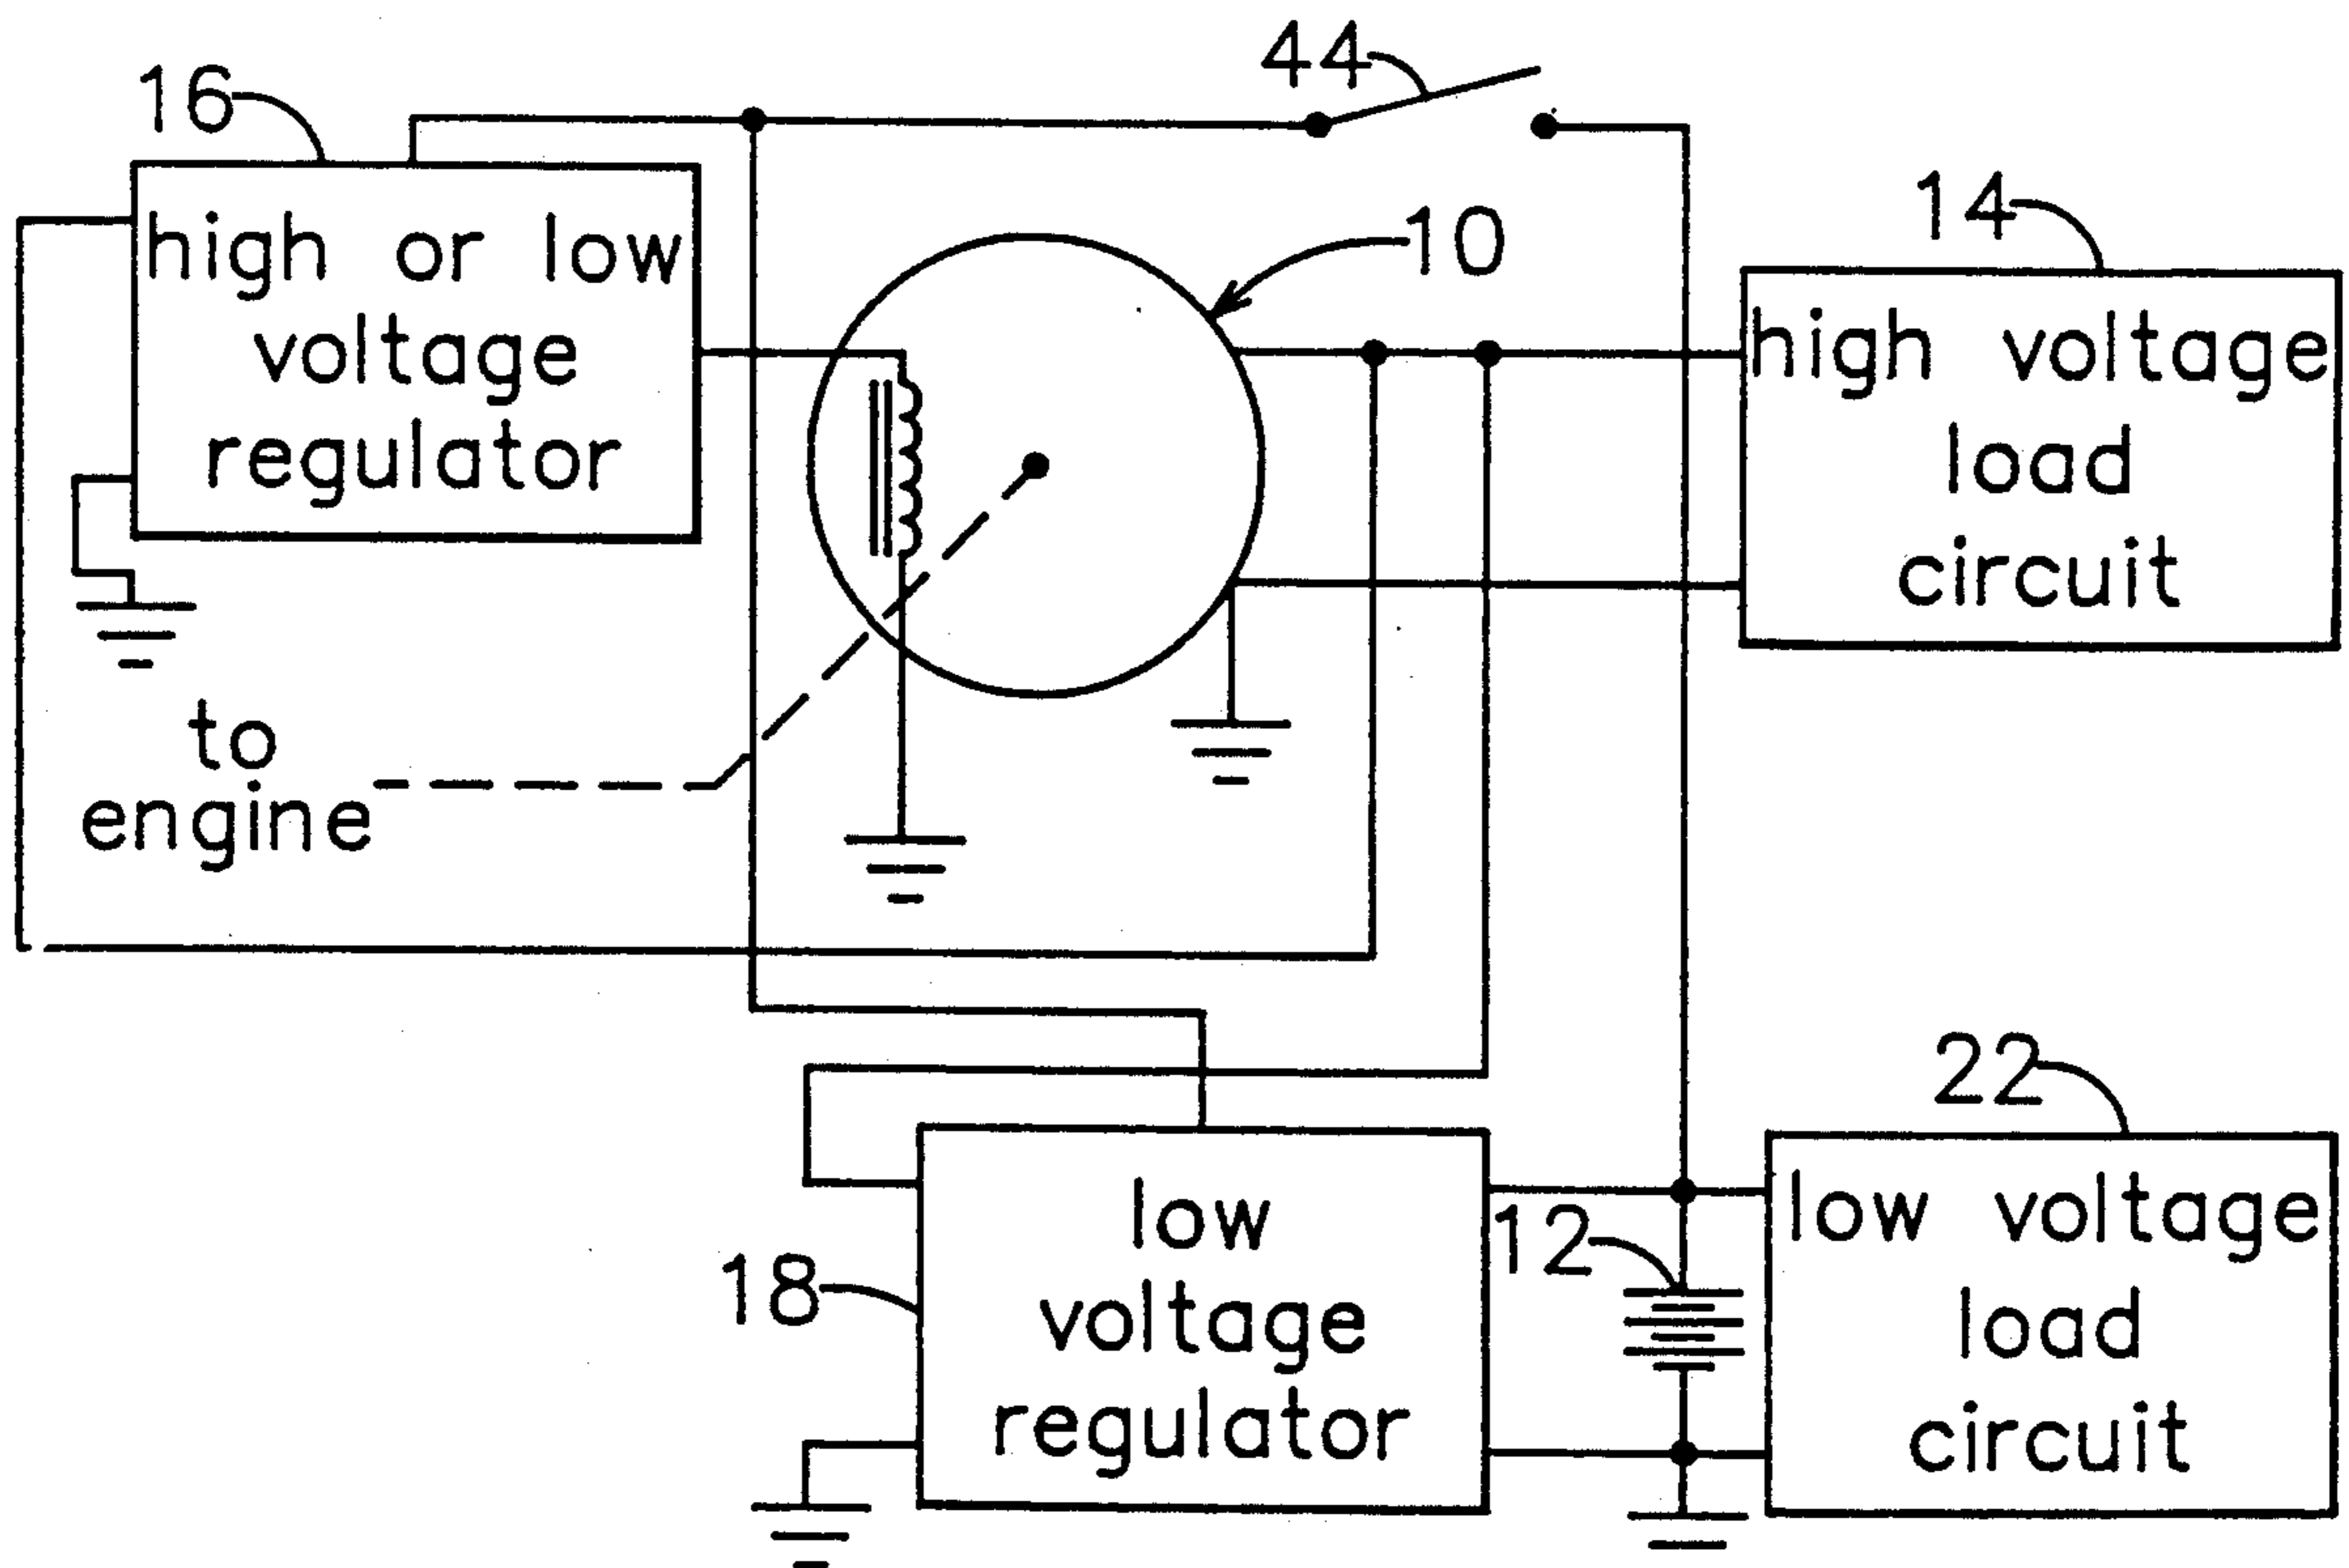 44
16
high or low
voltage
regulator
10
14
high voltage
load
circuit
to
engine
22
low
voltage
regulator
18
12
low voltage
load
circuit